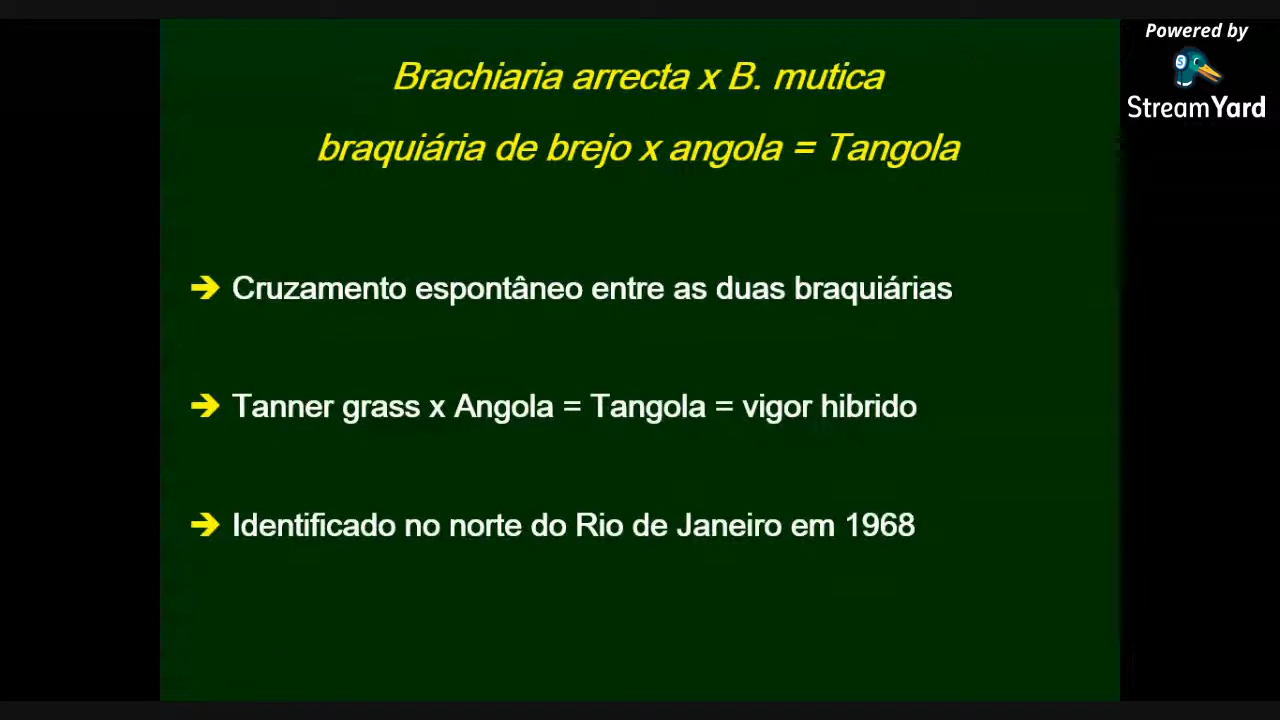 Powered by
StreamYard
Brachiaria arrecta x B. mutica
braquiária de brejo x angola = Tangola
➔ Cruzamento espontâneo entre as duas braquiárias
➔ Tanner grass x Angola = Tangola = vigor hibrido
➔ Identificado no norte do Rio de Janeiro em 1968